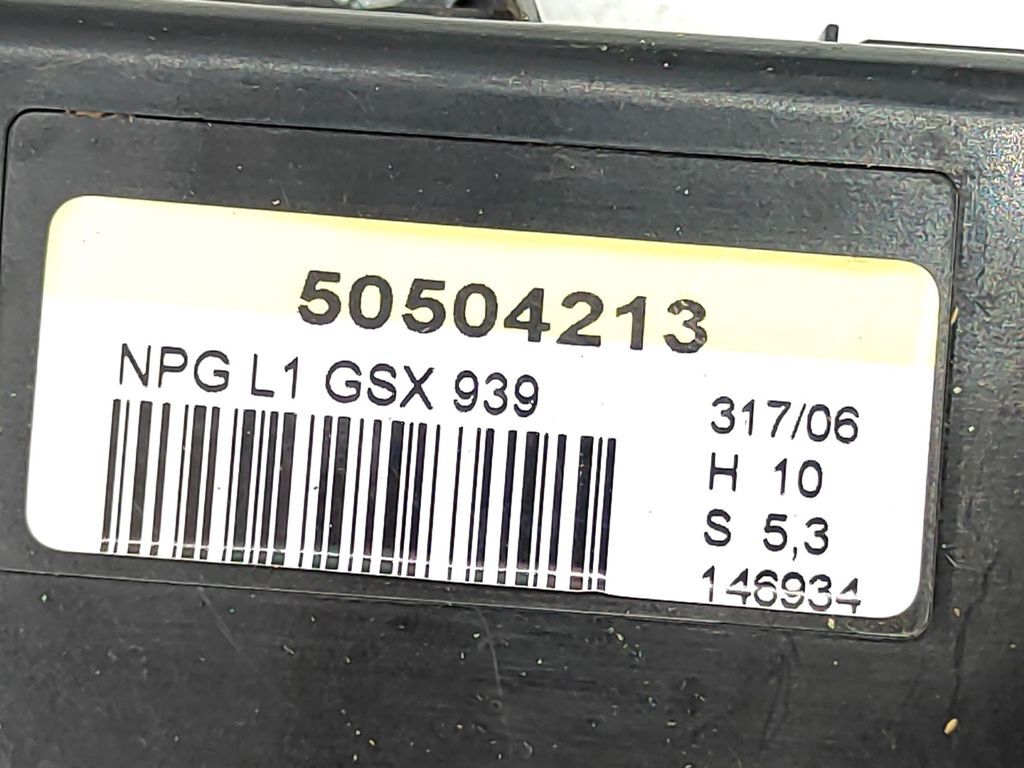 50504213
NPG L1 GSX 939
317/06
H 10
S 5,3
146934